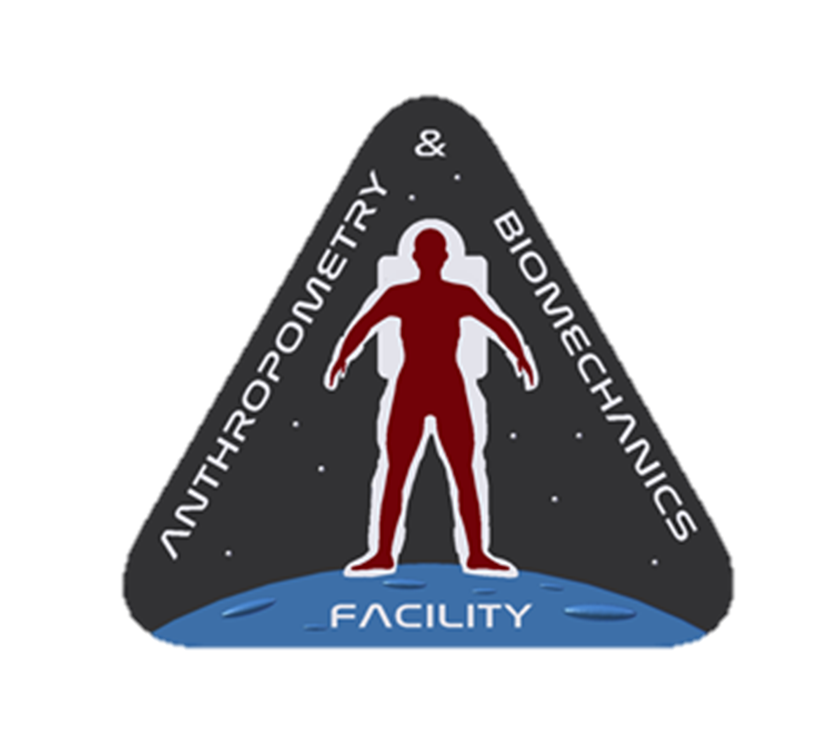 ANTHROPOMETRY
&
BIOMECHANICS
FACILITY